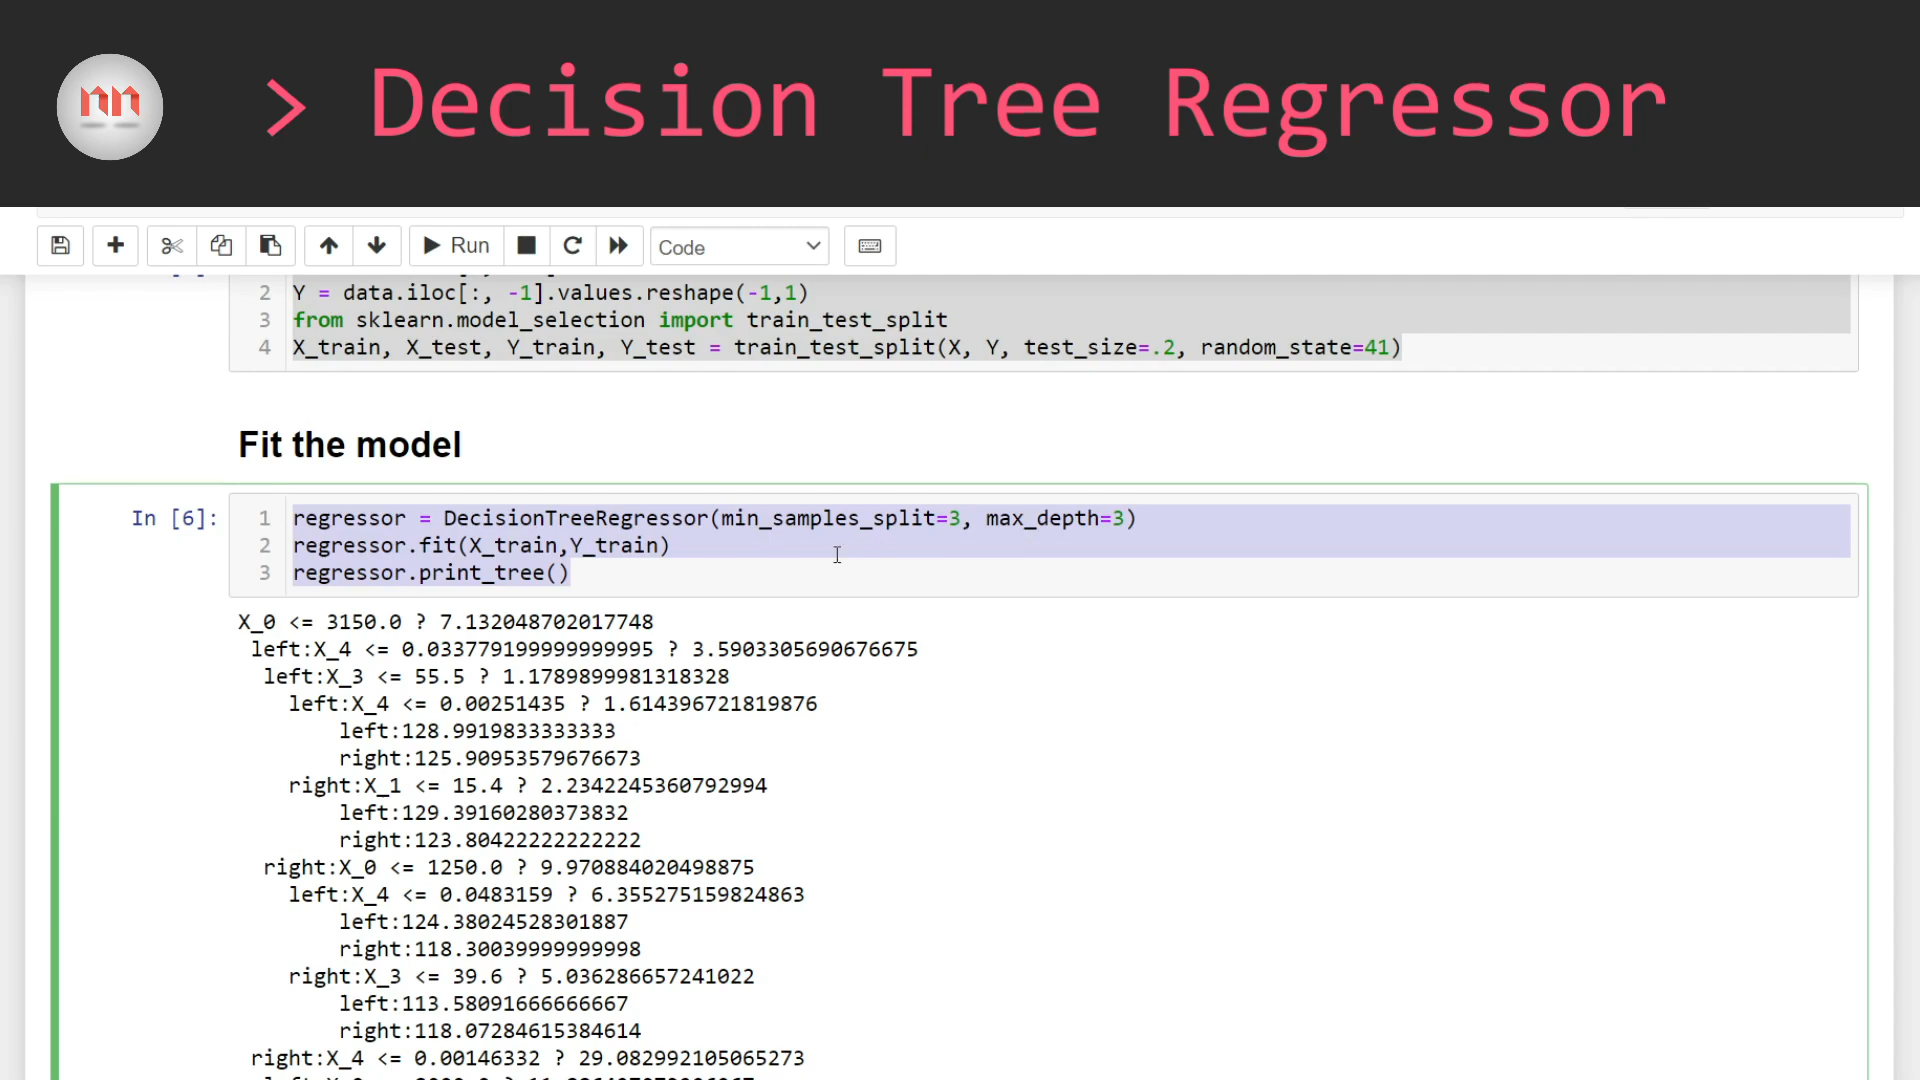 nn
> Decision Tree Regressor
Run
Code
2 Y = data.iloc[:, -1].values.reshape(-1,1)
3 from sklearn.model_selection import train_test_split
4 X_train, X_test, Y_train, Y_test = train_test_split(X, Y, test_size=.2, random_state=41)
Fit the model
In [6]:
1 regressor = DecisionTreeRegressor(min_samples_split=3, max_depth=3)
2 regressor.fit(X_train,Y_train)
3 regressor.print_tree()
X_0 <= 3150.0 ? 7.132048702017748
left:X_4 <= 0.033779199999999995 ? 3.5903305690676675
left:X_3 <= 55.5 ? 1.1789899981318328
left:X_4 <= 0.00251435 ? 1.614396721819876
left:128.9919833333333
right:125.90953579676673
right:X_1 <= 15.4 ? 2.2342245360792994
left:129.39160280373832
right:123.80422222222222
right:X_0 <= 1250.0 ? 9.970884020498875
left:X_4 <= 0.0483159 ? 6.355275159824863
left:124.38024528301887
right:118.30039999999998
right:X_3 <= 39.6 ? 5.036286657241022
left:113.58091666666667
right:118.07284615384614
right:X_4 <= 0.00146332 ? 29.082992105065273